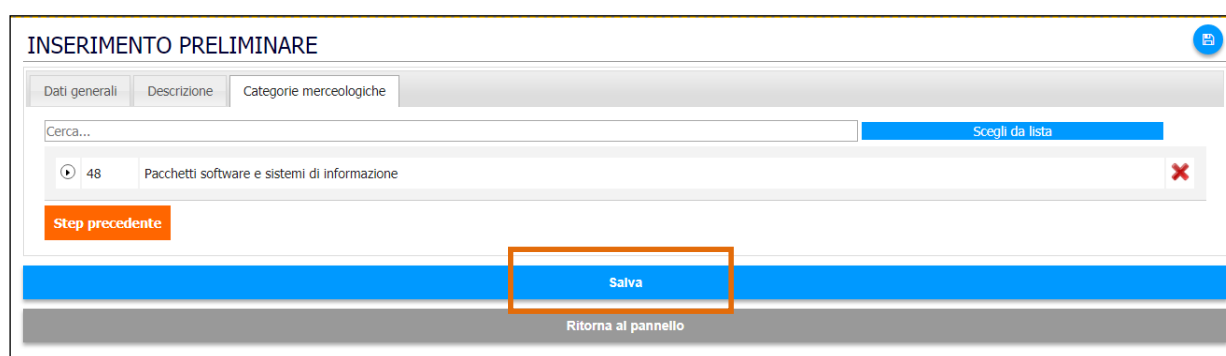 INSERIMENTO PRELIMINARE
Dati generali Descrizione Categorie merceologiche
Cerca... Scegli da lista
48 Pacchetti software e sistemi di informazione
Step precedente
Salva
Ritorna al pannello